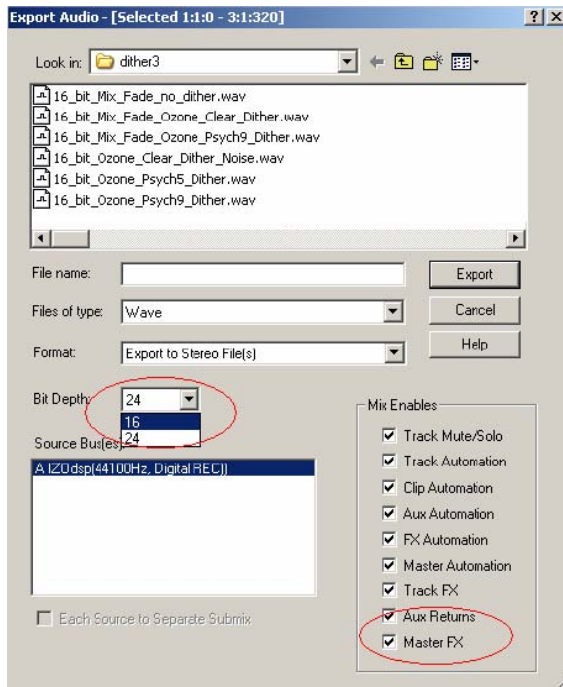 Export Audio - [Selected 1:1:0 - 3:1:320]
Look in: dither3
16_bit_Mix_Fade_no_dither.wav
16_bit_Mix_Fade_Ozone_Clear_Dither.wav
16_bit_Mix_Fade_Ozone_Psych9_Dither.wav
16_bit_Ozone_Clear_Dither_Noise.wav
16_bit_Ozone_Psych5_Dither.wav
16_bit_Ozone_Psych9_Dither.wav
File name:
Export
Files of type: Wave
Cancel
Format: Export to Stereo File(s)
Help
Bit Depth: 24
16
24
Source Bus(es)
A IZOdsp(44100Hz, Digital REC))
Each Source to Separate Submix
Mix Enables
Track Mute/Solo
Track Automation
Clip Automation
Aux Automation
FX Automation
Master Automation
Track FX
Aux Returns
Master FX